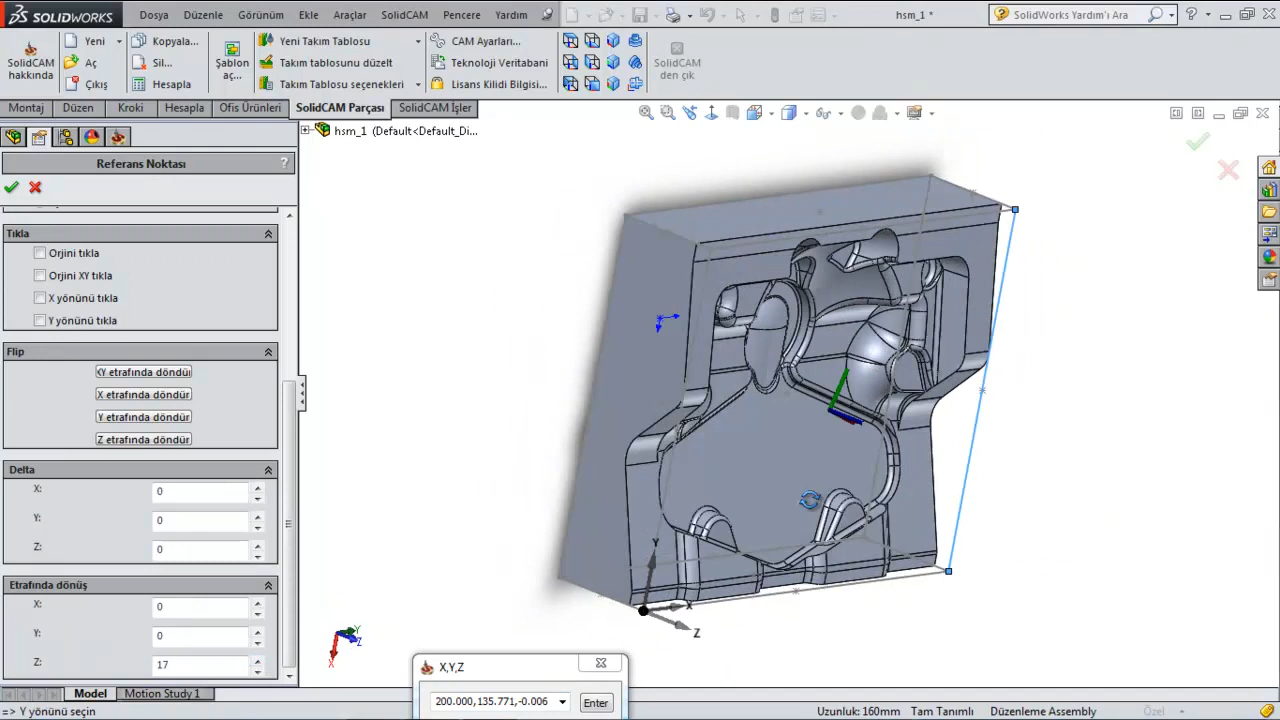 SOLIDWORKS Dosya Düzenle Görünüm Ekle Araçlar SolidCAM Pencere Yardım hsm_1 * SolidWorks Yardım'ı Ara
SolidCAM hakkında
Yeni
Aç
Çıkış
Kopyala...
Sil...
Hesapla
Şablon aç...
Yeni Takım Tablosu
Takım tablosunu düzelt
Takım Tablosu seçenekleri
CAM Ayarları...
Teknoloji Veritabani
Lisans Kilidi Bilgisi...
SolidCAM den çık
Montaj Düzen Kroki Hesapla Ofis Ürünleri SolidCAM Parçası SolidCAM İşler
hsm_1 (Default<Default_Di...
Referans Noktası ?
Tıkla
Orjini tıkla
Orjini XY tıkla
X yönünü tıkla
Y yönünü tıkla
Flip
XY etrafında döndü
X etrafında döndür
Y etrafında döndür
Z etrafında döndür
Delta
X: 0
Y: 0
Z: 0
Etrafında dönüş
X: 0
Y: 0
Z: 17
Y
X
Z
Y
Z
X
X,Y,Z
200.000,135.771,-0.006 Enter
Model Motion Study 1
=> Y yönünü seçin Uzunluk: 160mm Tam Tanımlı Düzenleme Assembly Özel